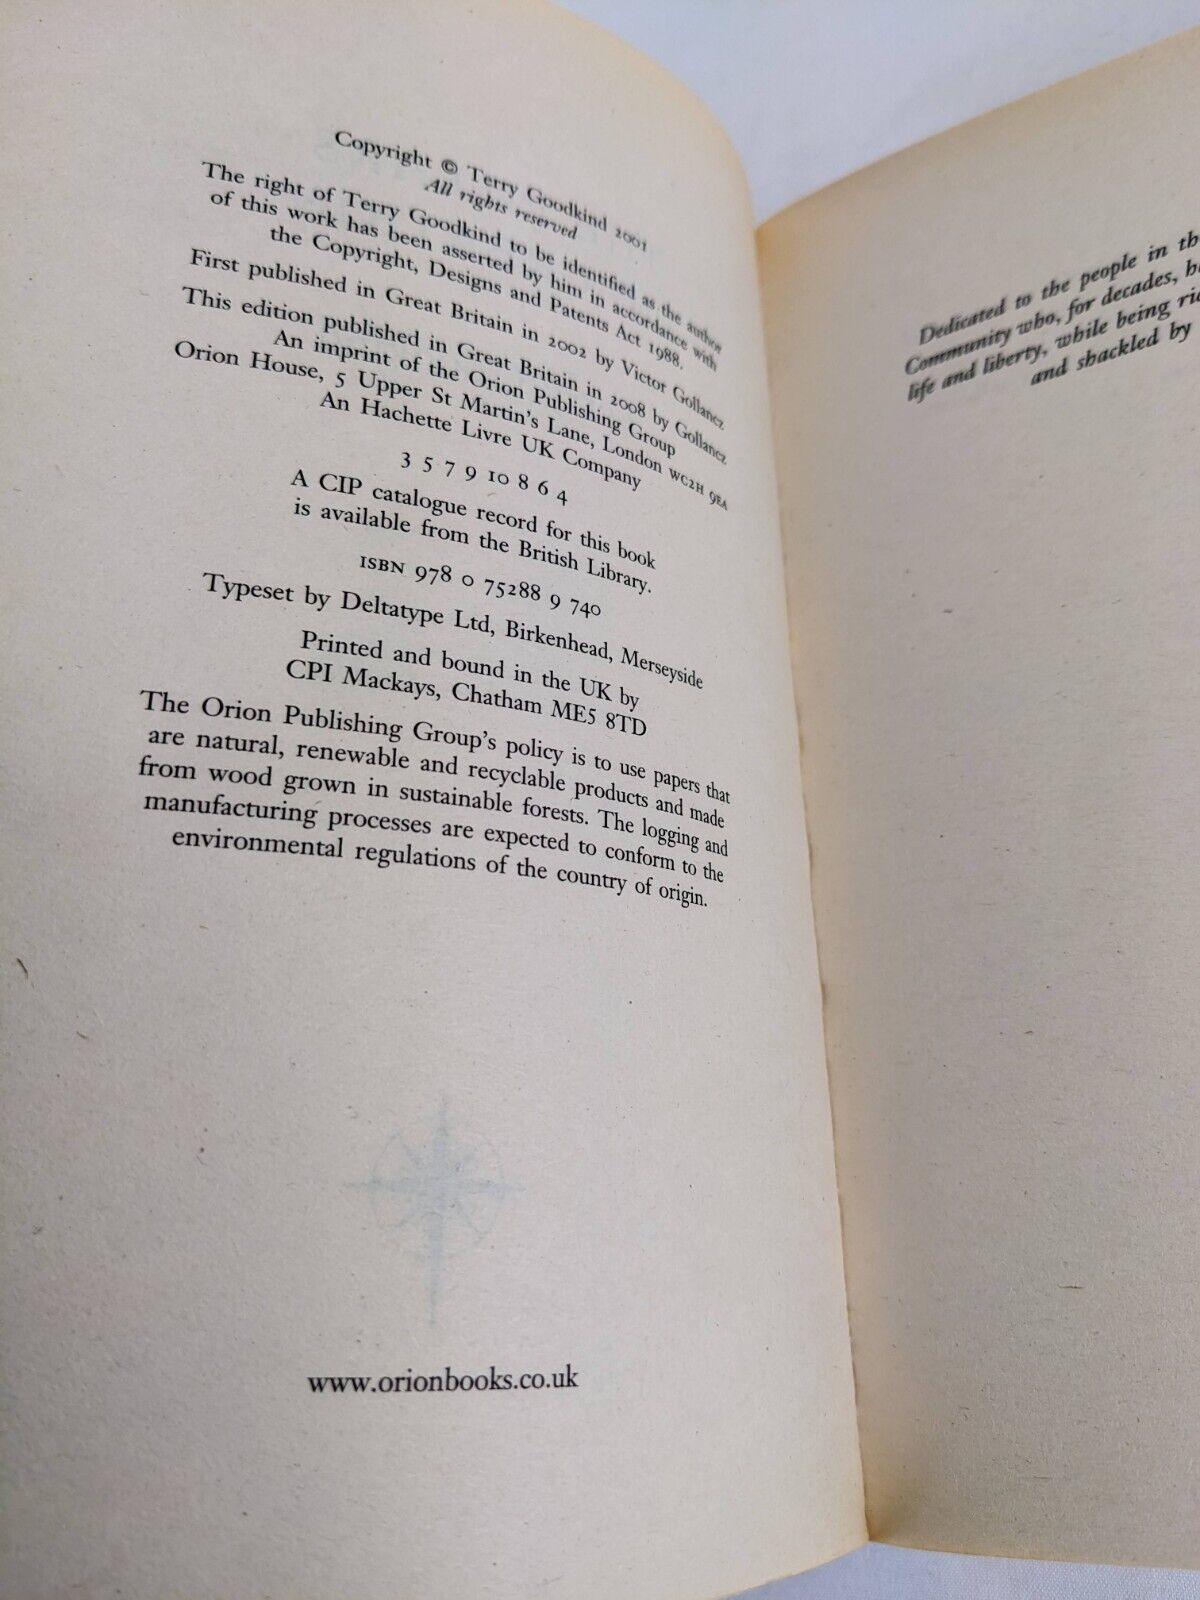 Copyright © Terry Goodkind 2001
All rights reserved
The right of Terry Goodkind to be identified as the author
of this work has been asserted by him in accordance with
the Copyright, Designs and Patents Act 1988.
First published in Great Britain in 2002 by Victor Gollancz
This edition published in Great Britain in 2008 by Gollancz
An imprint of the Orion Publishing Group
Orion House, 5 Upper St Martin's Lane, London WC2H 9EA
An Hachette Livre UK Company
3 5 7 9 10 8 6 4
A CIP catalogue record for this book
is available from the British Library.
ISBN 978 0 75288 9 740
Typeset by Deltatype Ltd, Birkenhead, Merseyside
Printed and bound in the UK by
CPI Mackays, Chatham ME5 8TD
The Orion Publishing Group's policy is to use papers that
are natural, renewable and recyclable products and made
from wood grown in sustainable forests. The logging and
manufacturing processes are expected to conform to the
environmental regulations of the country of origin.
www.orionbooks.co.uk
Dedicated to the people in
Community who, for decades,
life and liberty, while being
and shackled by